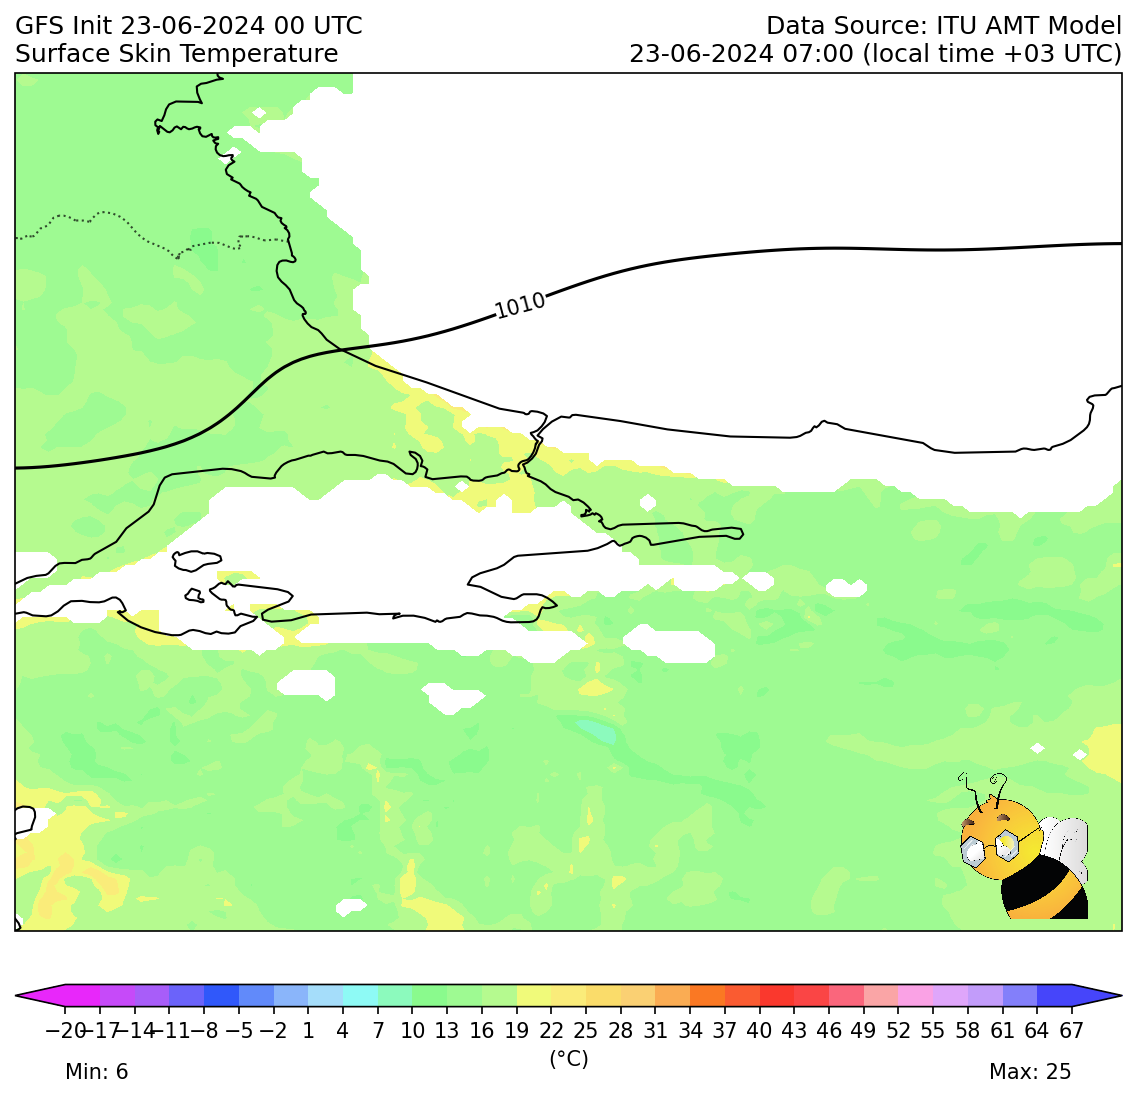 GFS Init 23-06-2024 00 UTC
Surface Skin Temperature
Data Source: ITU AMT Model
23-06-2024 07:00 (local time +03 UTC)
1010
−20 −17 −14 −11 −8 −5 −2 1 4 7 10 13 16 19 22 25 28 31 34 37 40 43 46 49 52 55 58 61 64 67
(°C)
Min: 6 Max: 25